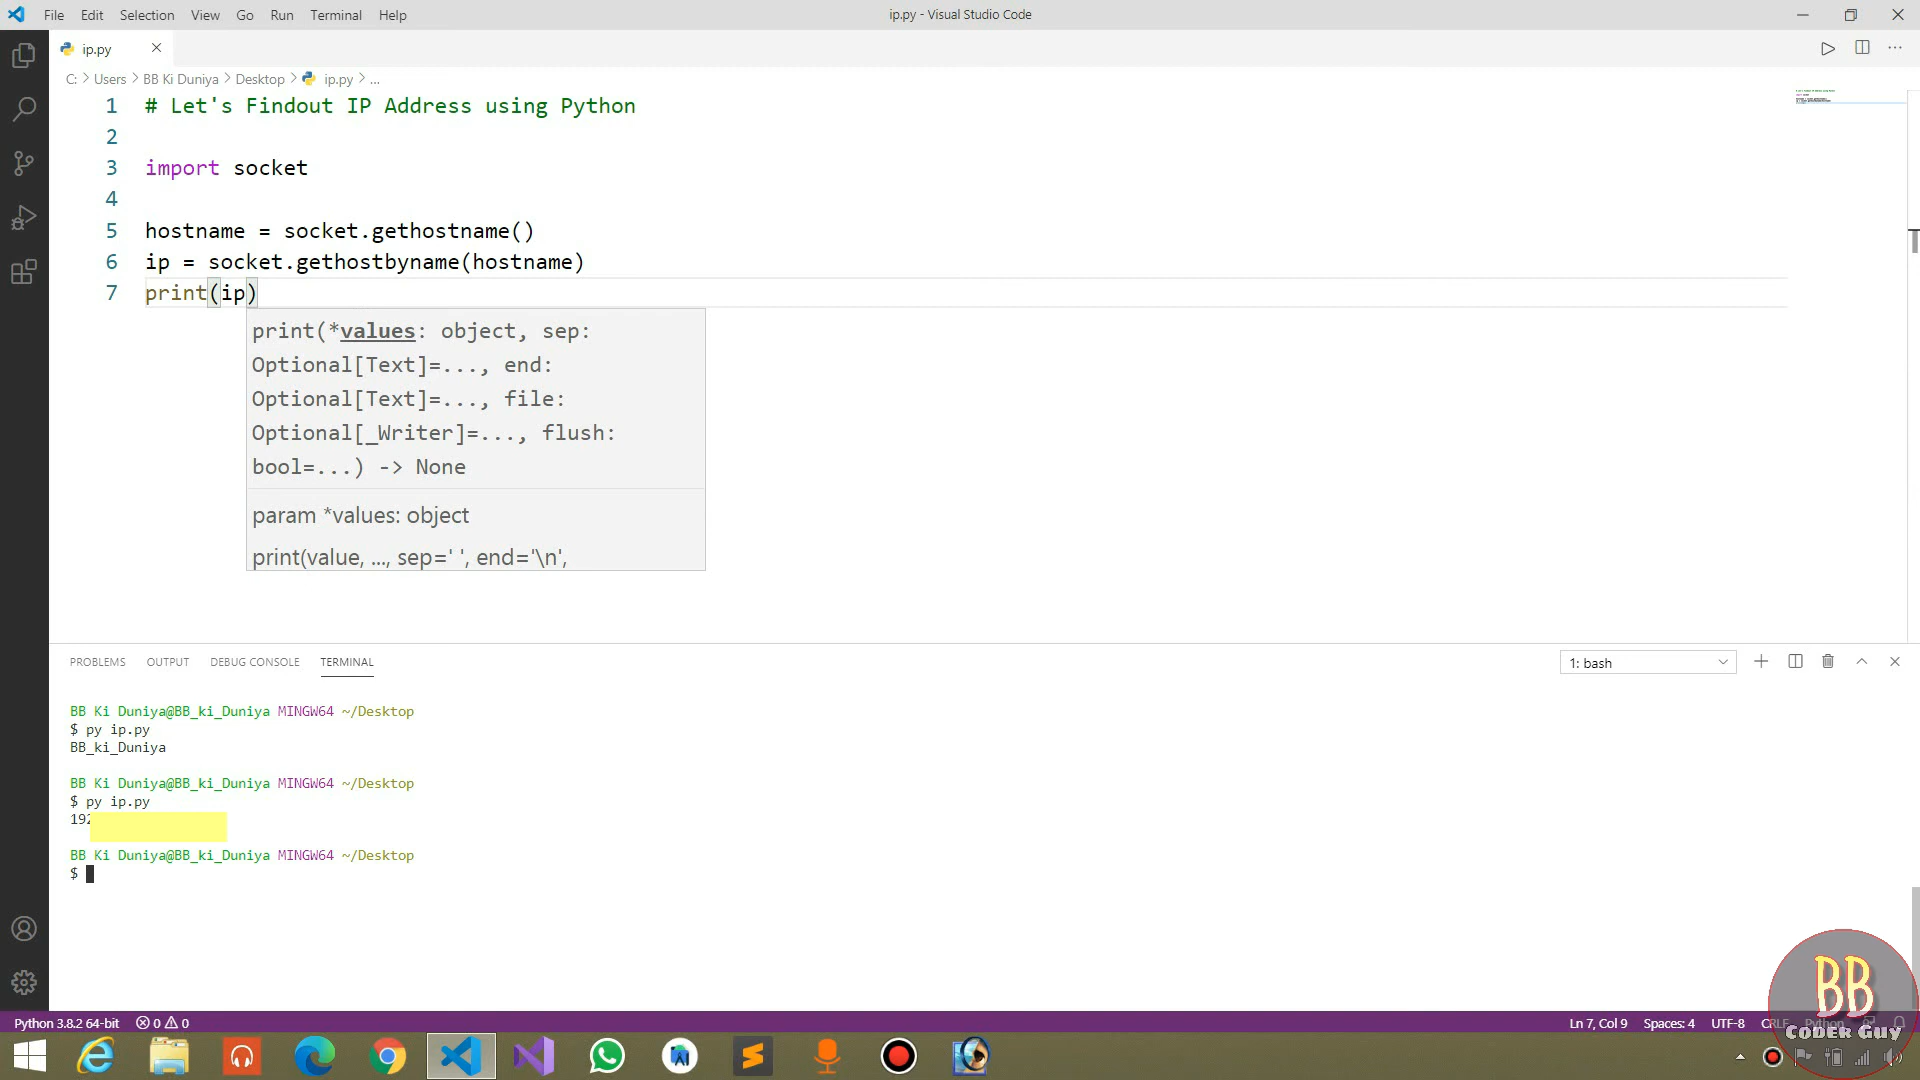 File Edit Selection View Go Run Terminal Help
ip.py - Visual Studio Code
ip.py
C: > Users > BB Ki Duniya > Desktop > ip.py > ...
1 # Let's Findout IP Address using Python
2
3 import socket
4
5 hostname = socket.gethostname()
6 ip = socket.gethostbyname(hostname)
7 print(ip)
print(*values: object, sep:
Optional[Text]=..., end:
Optional[Text]=..., file:
Optional[_Writer]=..., flush:
bool=...) -> None
param *values: object
print(value, ..., sep=' ', end='\n',
PROBLEMS OUTPUT DEBUG CONSOLE TERMINAL
1: bash
BB Ki Duniya@BB_ki_Duniya MINGW64 ~/Desktop
$ py ip.py
BB_ki_Duniya
BB Ki Duniya@BB_ki_Duniya MINGW64 ~/Desktop
$ py ip.py
192
BB Ki Duniya@BB_ki_Duniya MINGW64 ~/Desktop
$
BB
CODER GUY
Python 3.8.2 64-bit 0 0
Ln 7, Col 9 Spaces: 4 UTF-8 CRLF Python